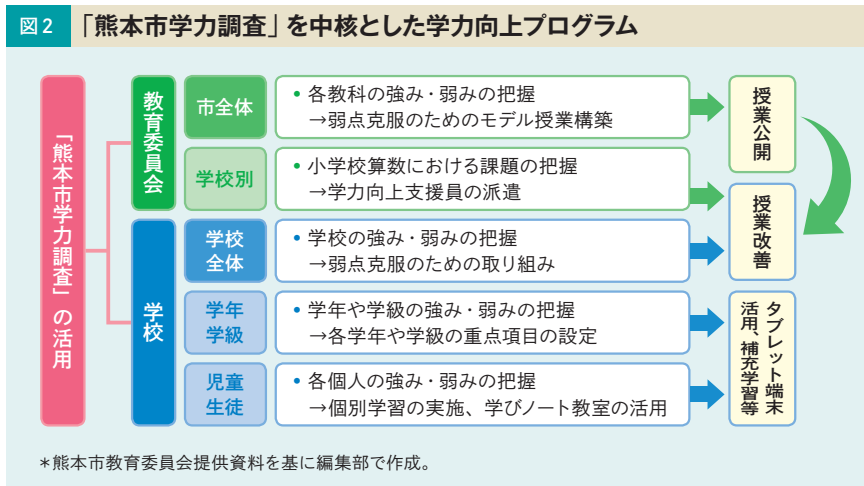 図2 「熊本市学力調査」を中核とした学力向上プログラム
「熊本市学力調査」の活用
教育委員会
市全体
• 各教科の強み・弱みの把握
→弱点克服のためのモデル授業構築
学校別
• 小学校算数における課題の把握
→学力向上支援員の派遣
学校
学校
全体
• 学校の強み・弱みの把握
→弱点克服のための取り組み
学年
学級
• 学年や学級の強み・弱みの把握
→各学年や学級の重点項目の設定
児童
生徒
• 各個人の強み・弱みの把握
→個別学習の実施、学びノート教室の活用
授業公開
授業改善
タブレット端末
活用、補充学習等
＊熊本市教育委員会提供資料を基に編集部で作成。